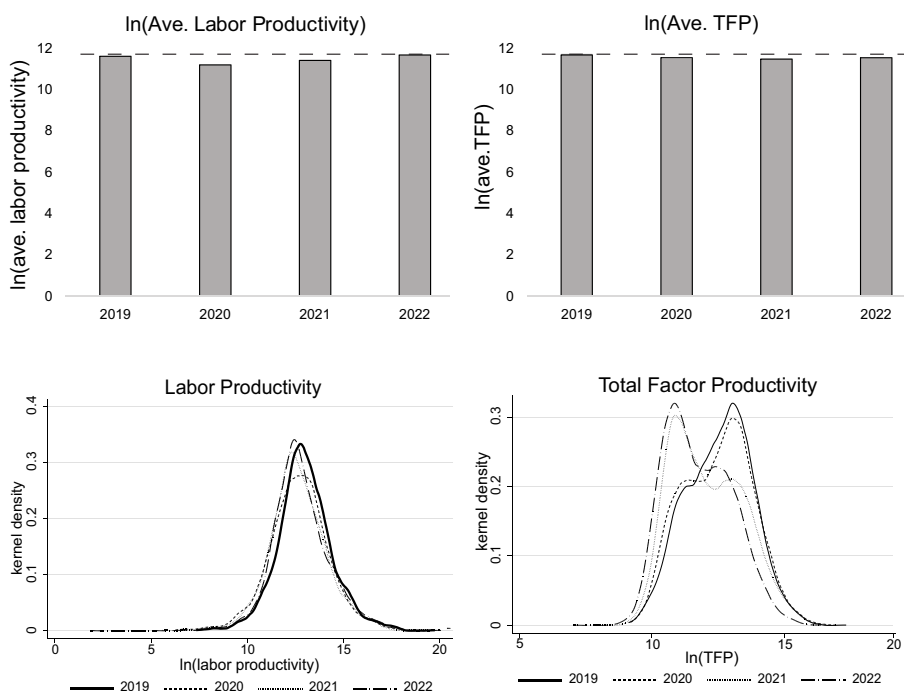 ln(Ave. Labor Productivity)
ln(ave. labor productivity)
12
10
8
6
4
2
0
2019 2020 2021 2022
ln(Ave. TFP)
ln(ave.TFP)
12
10
8
6
4
2
0
2019 2020 2021 2022
Labor Productivity
kernel density
0.4
0.3
0.2
0.1
0
0 5 10 15 20
ln(labor productivity)
2019 2020 2021 2022
Total Factor Productivity
kernel density
0.3
0.2
0.1
0
5 10 15 20
ln(TFP)
2019 2020 2021 2022